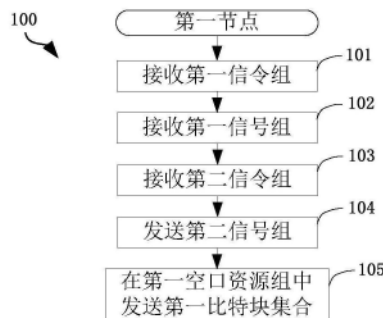 100
第一节点
101
接收第一信令组
102
接收第一信号组
103
接收第二信令组
104
发送第二信号组
105
在第一空口资源组中
发送第一比特块集合